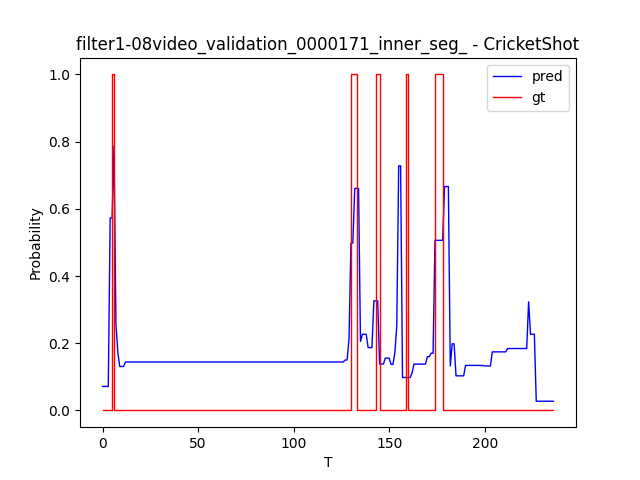 filter1-08video_validation_0000171_inner_seg_ - CricketShot
pred
gt
1.0
0.8
0.6
0.4
0.2
0.0
Probability
0
50
100
150
200
T